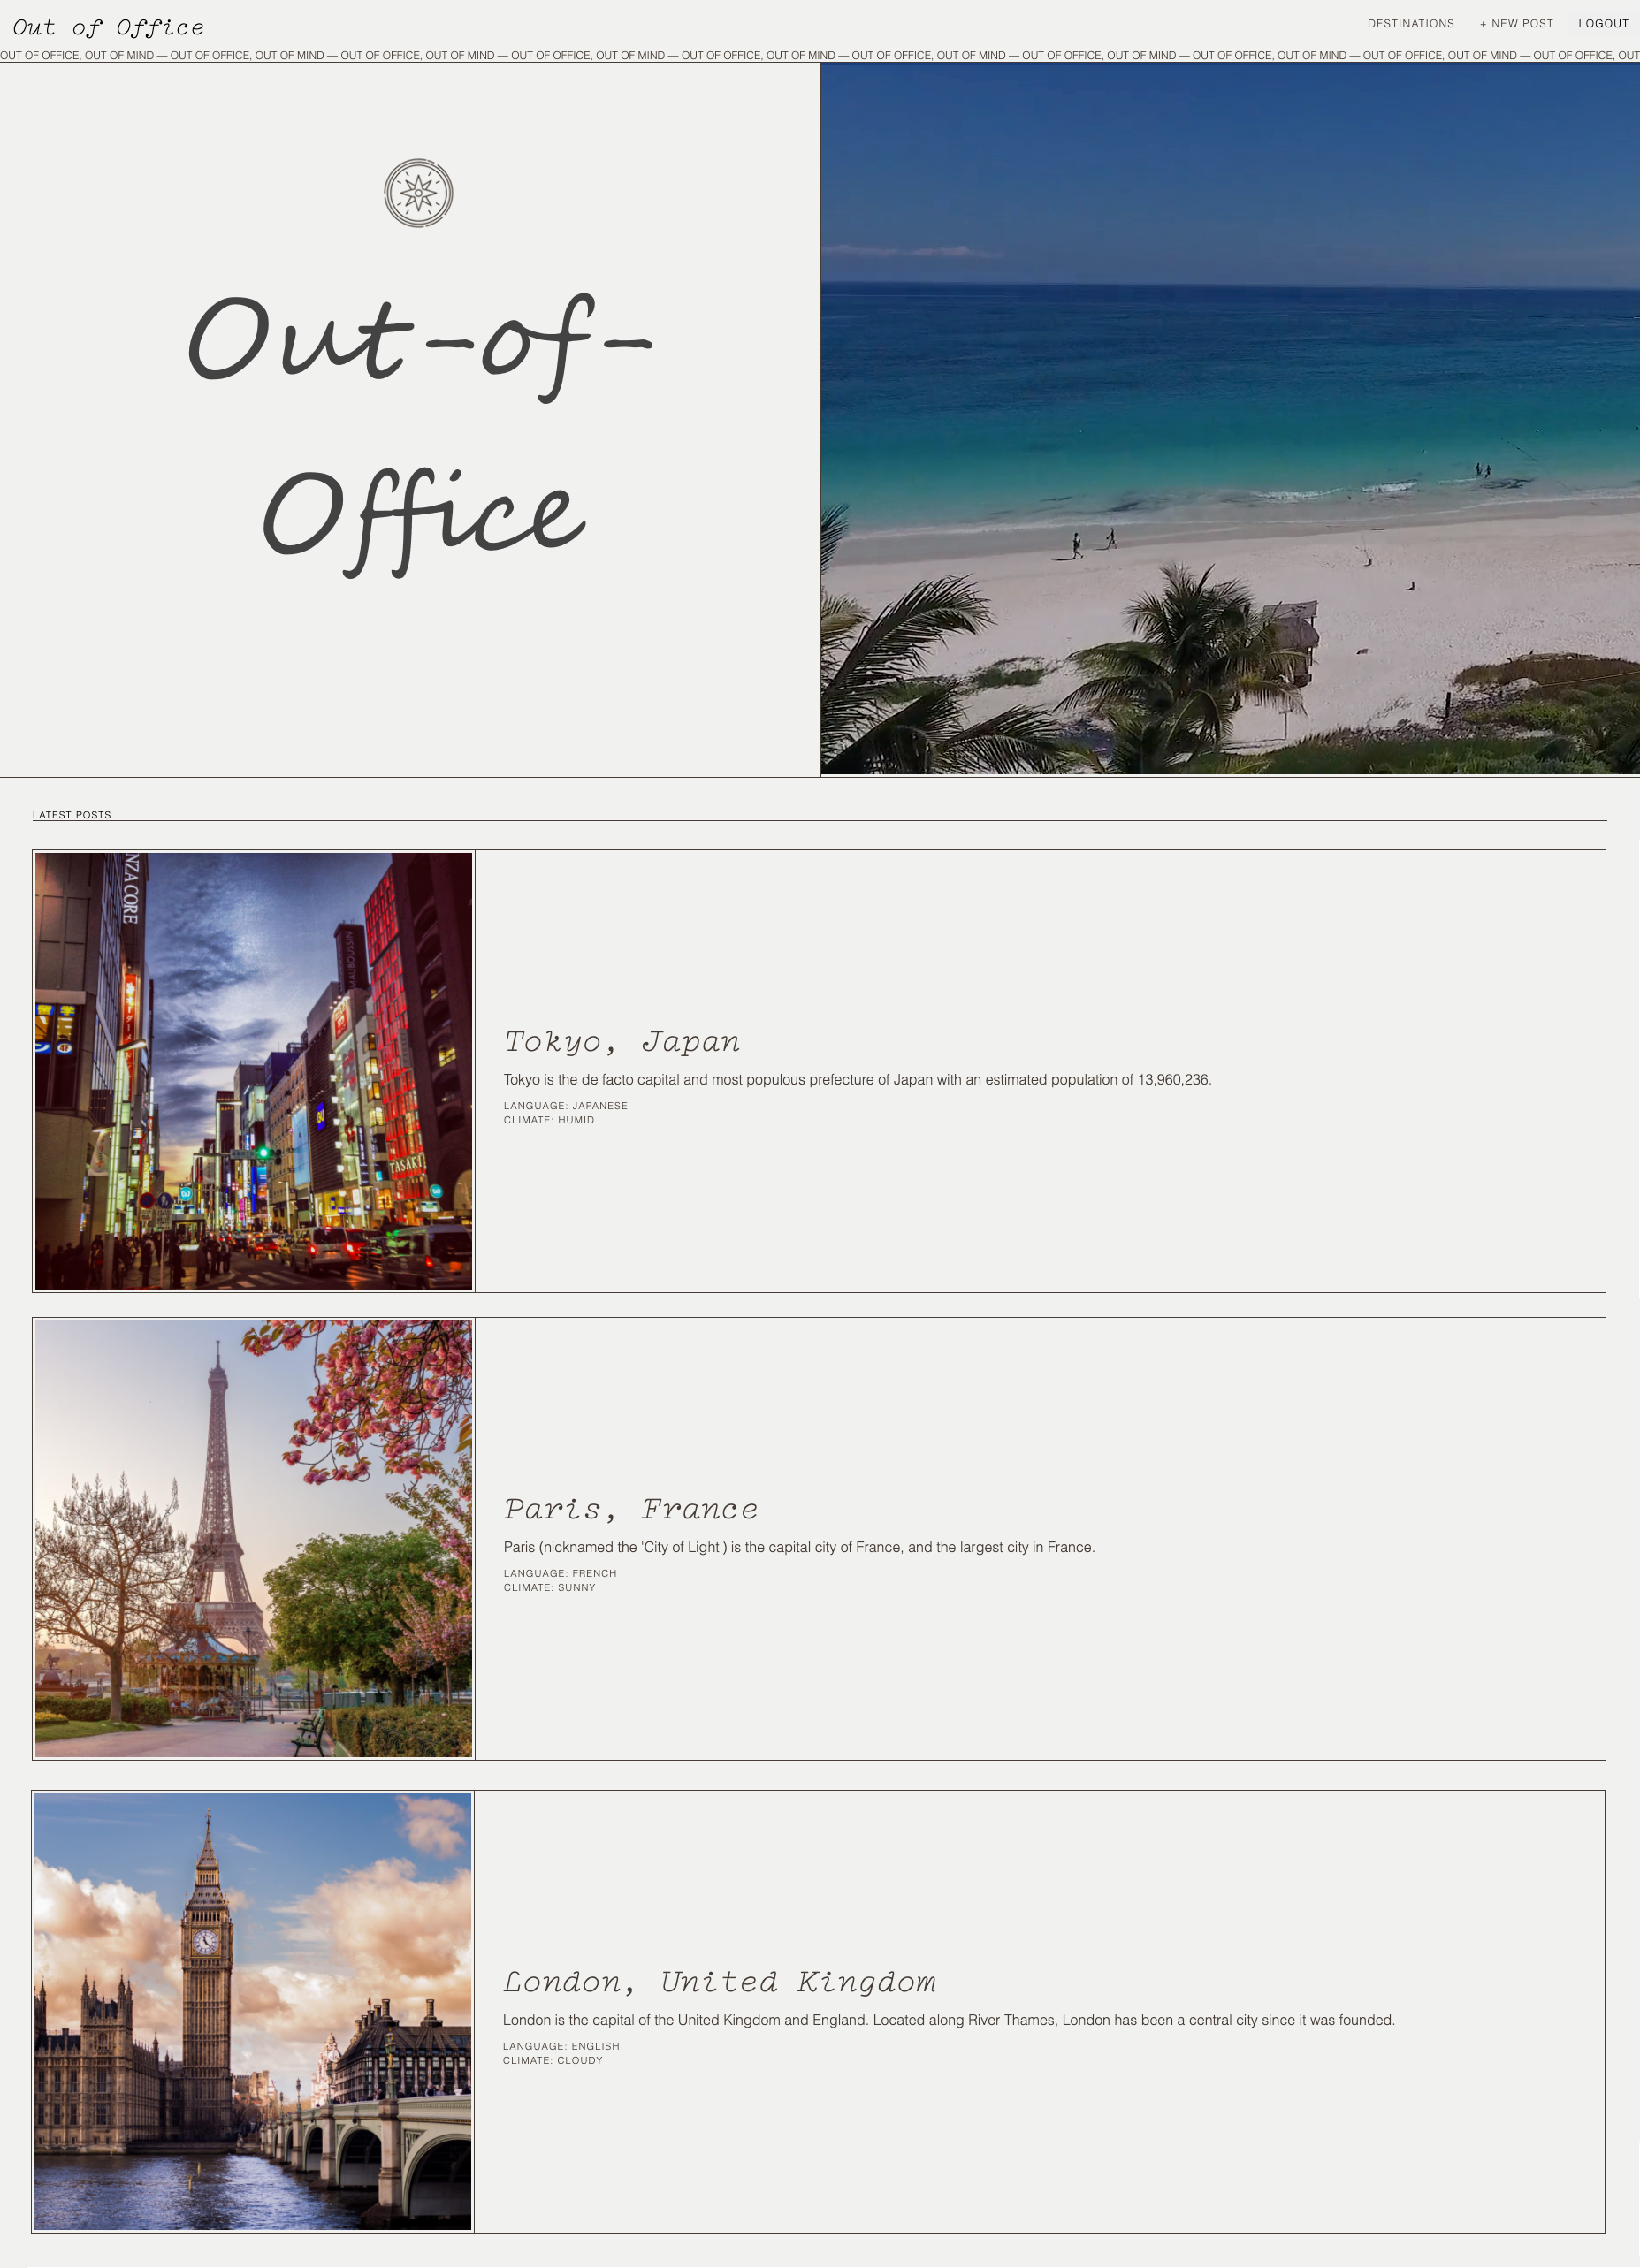 Out of Office
DESTINATIONS
+ NEW POST
LOGOUT
OUT OF OFFICE, OUT OF MIND — OUT OF OFFICE, OUT OF MIND — OUT OF OFFICE, OUT OF MIND — OUT OF OFFICE, OUT OF MIND — OUT OF OFFICE, OUT OF MIND — OUT OF OFFICE, OUT OF MIND — OUT OF OFFICE, OUT OF MIND — OUT OF OFFICE, OUT OF MIND — OUT OF OFFICE, OUT OF MIND — OUT OF OFFICE, OUT
Out-of-
Office
LATEST POSTS
NZA CORE
MAUBOUSSIN
TASAKI
Tokyo, Japan
Tokyo is the de facto capital and most populous prefecture of Japan with an estimated population of 13,960,236.
LANGUAGE: JAPANESE
CLIMATE: HUMID
Paris, France
Paris (nicknamed the 'City of Light') is the capital city of France, and the largest city in France.
LANGUAGE: FRENCH
CLIMATE: SUNNY
London, United Kingdom
London is the capital of the United Kingdom and England. Located along River Thames, London has been a central city since it was founded.
LANGUAGE: ENGLISH
CLIMATE: CLOUDY